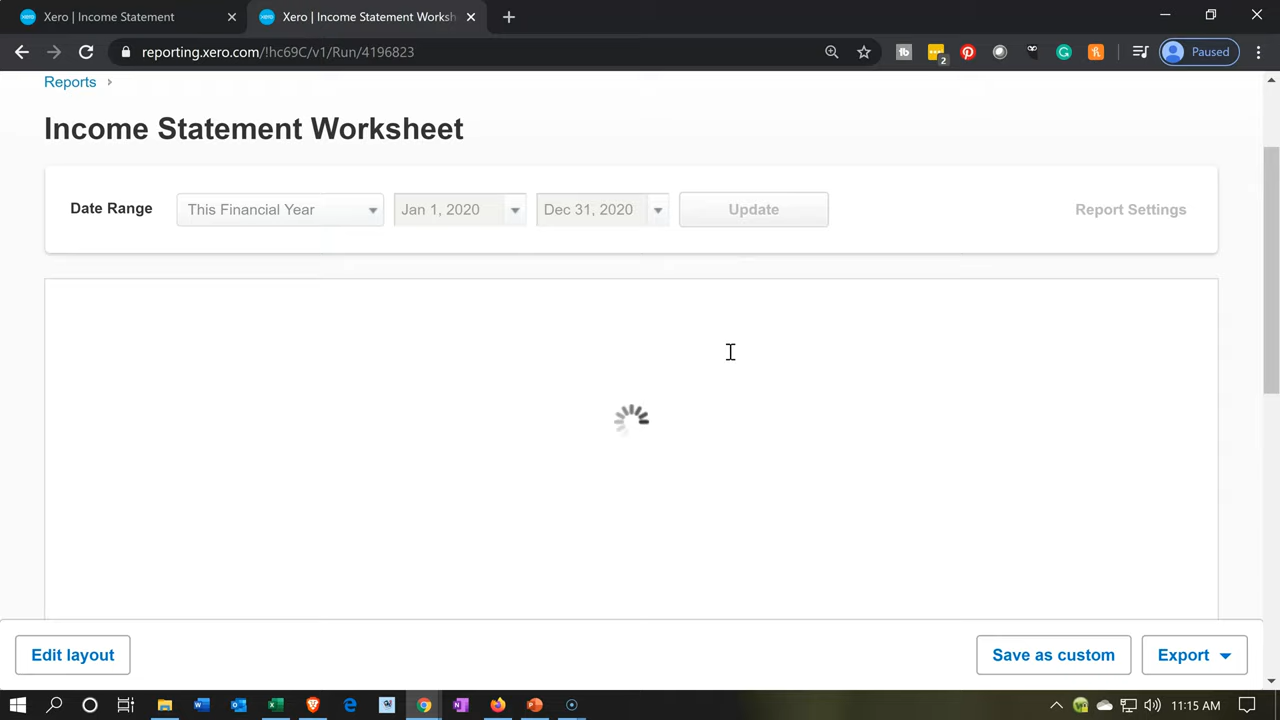 Xero | Income Statement
Xero | Income Statement Worksh
reporting.xero.com/!hc69C/v1/Run/4196823
2
Paused
Reports
Income Statement Worksheet
Date Range
This Financial Year
Jan 1, 2020
Dec 31, 2020
Update
Report Settings
Edit layout
Save as custom
Export
11:15 AM